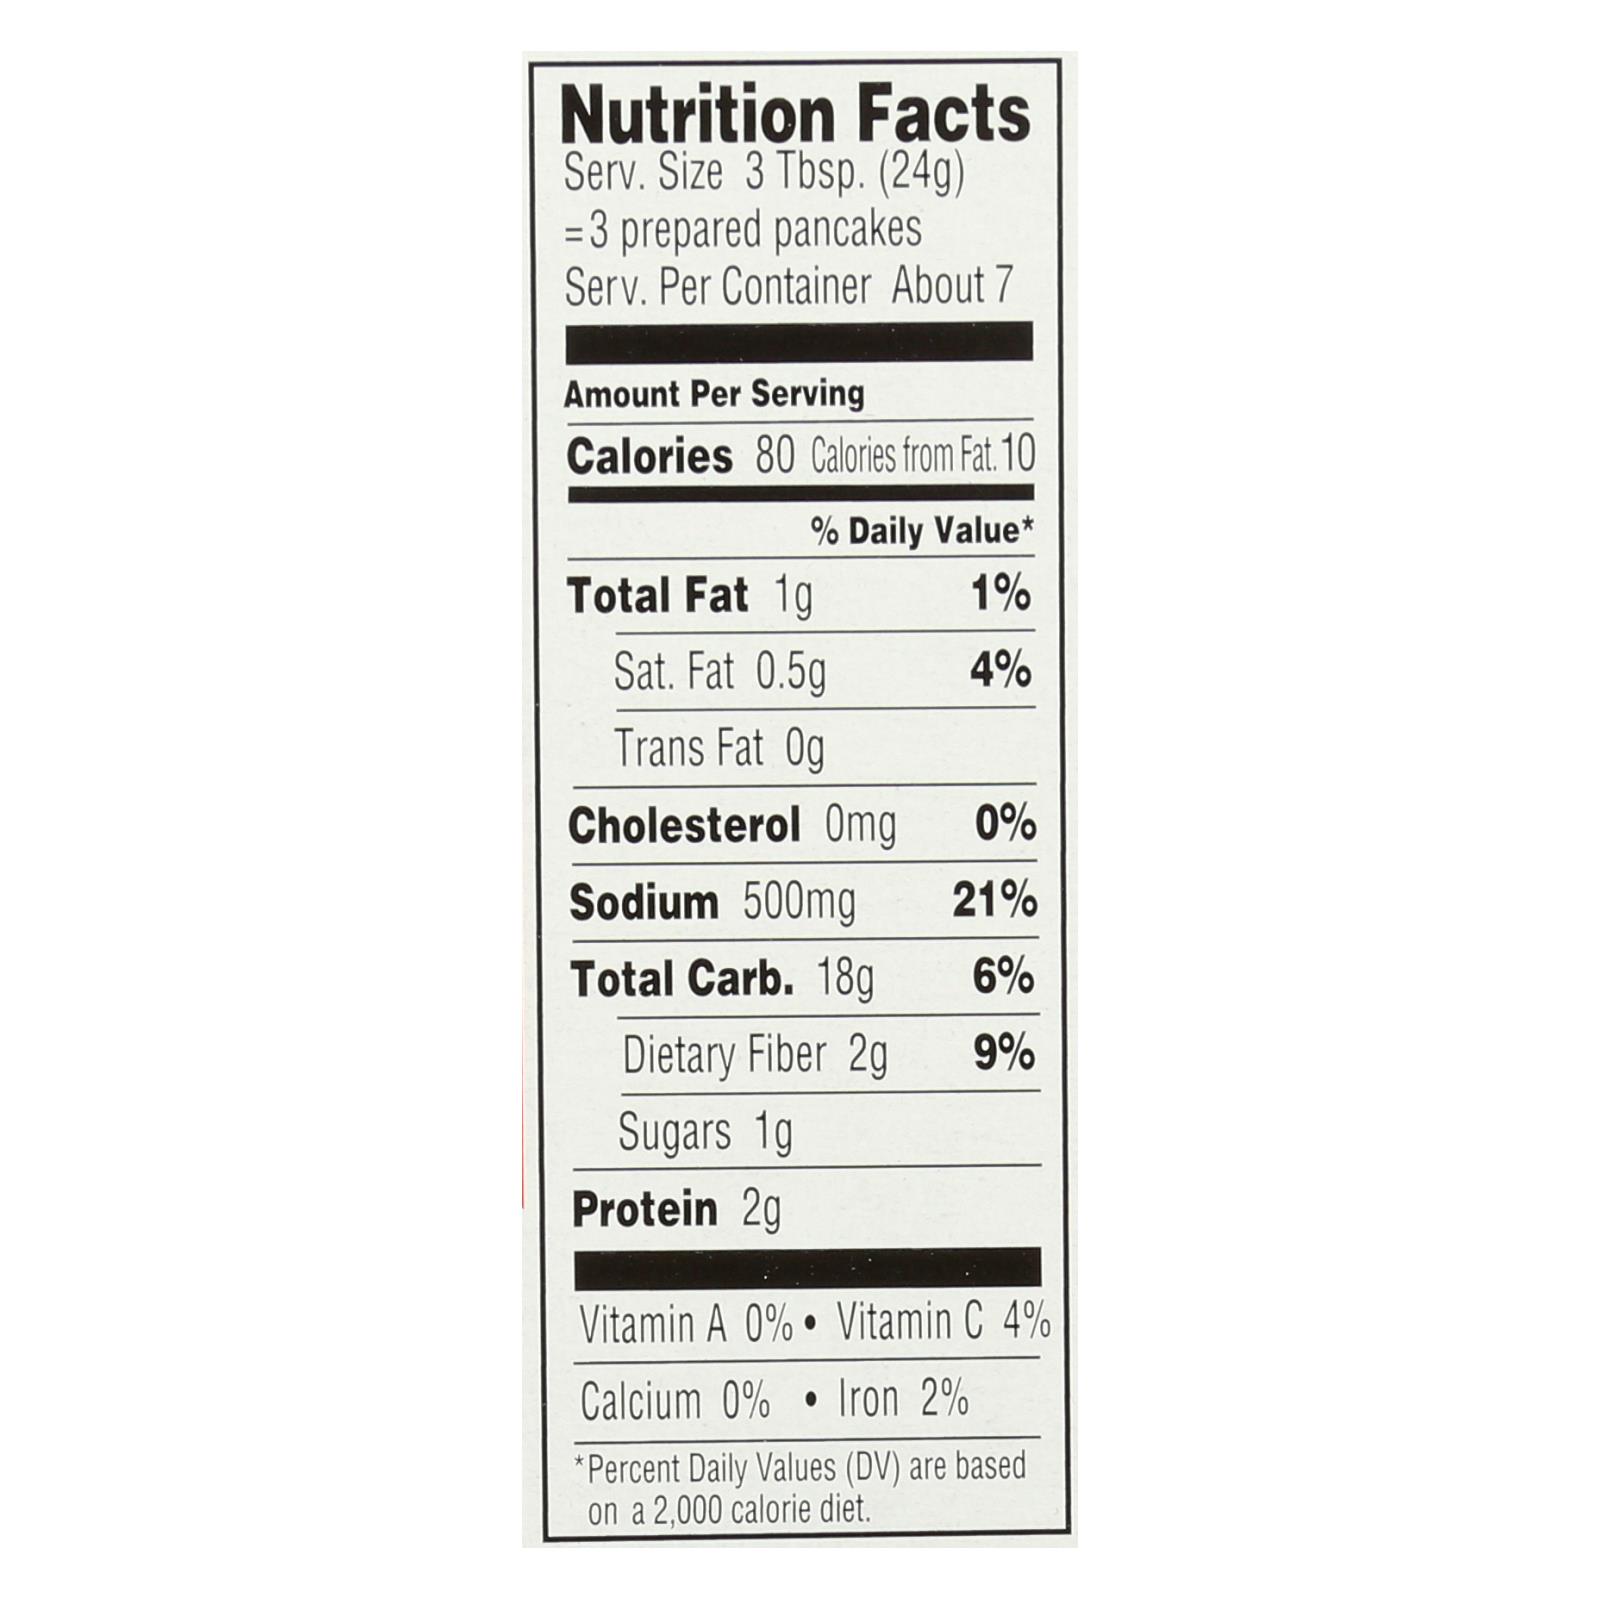 Nutrition Facts
Serv. Size 3 Tbsp. (24g)
=3 prepared pancakes
Serv. Per Container About 7
Amount Per Serving
Calories 80 Calories from Fat. 10
% Daily Value*
Total Fat 1g 1%
Sat. Fat 0.5g 4%
Trans Fat 0g
Cholesterol 0mg 0%
Sodium 500mg 21%
Total Carb. 18g 6%
Dietary Fiber 2g 9%
Sugars 1g
Protein 2g
Vitamin A 0% • Vitamin C 4%
Calcium 0% • Iron 2%
*Percent Daily Values (DV) are based
on a 2,000 calorie diet.